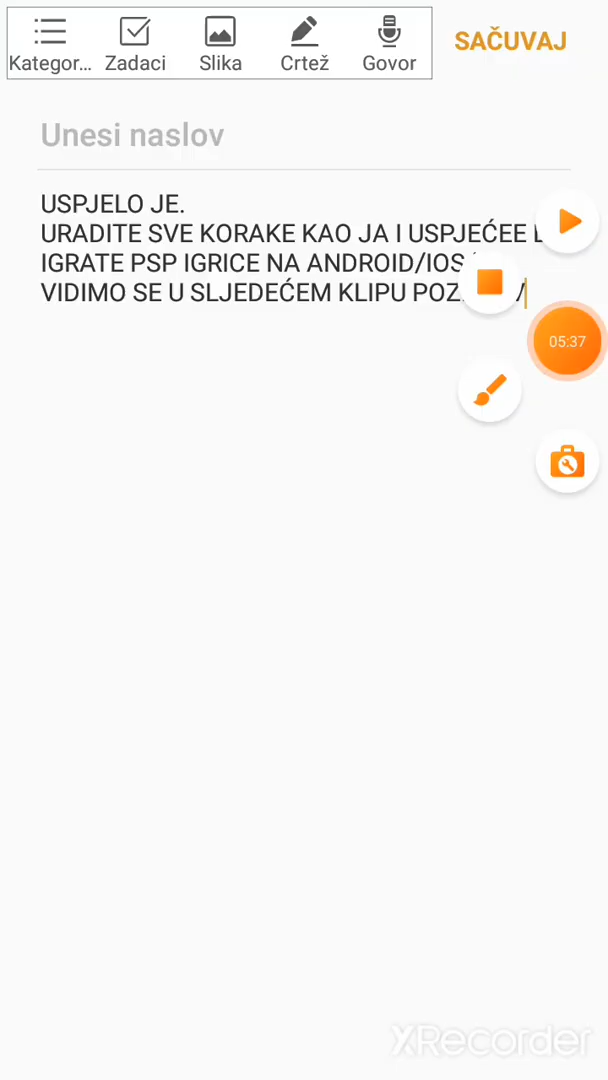 Kategor... Zadaci Slika Crtež Govor
SAČUVAJ
Unesi naslov
USPJELO JE.
URADITE SVE KORAKE KAO JA I USPJEĆEE
IGRATE PSP IGRICE NA ANDROID/IOS
VIDIMO SE U SLJEDEĆEM KLIPU
05:37
XRecorder